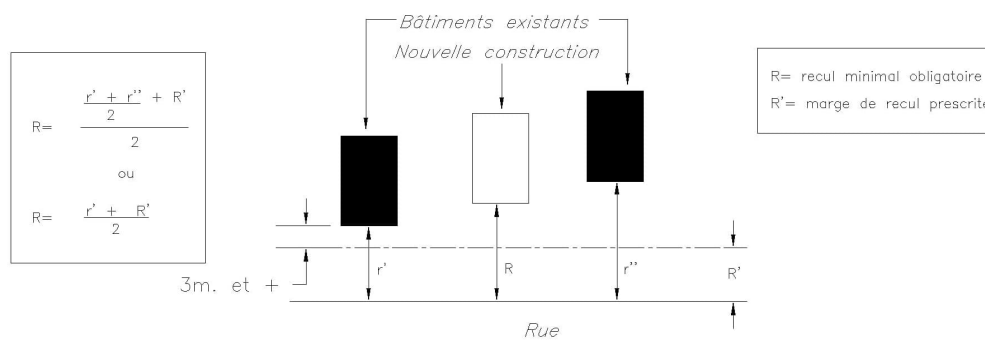 Bâtiments existants
Nouvelle construction
R= r' + r'' / 2 + R' / 2
ou
R= r' + R' / 2
R= recul minimal obligatoire
R'= marge de recul prescrite
3m. et +
r'
R
r''
R'
Rue